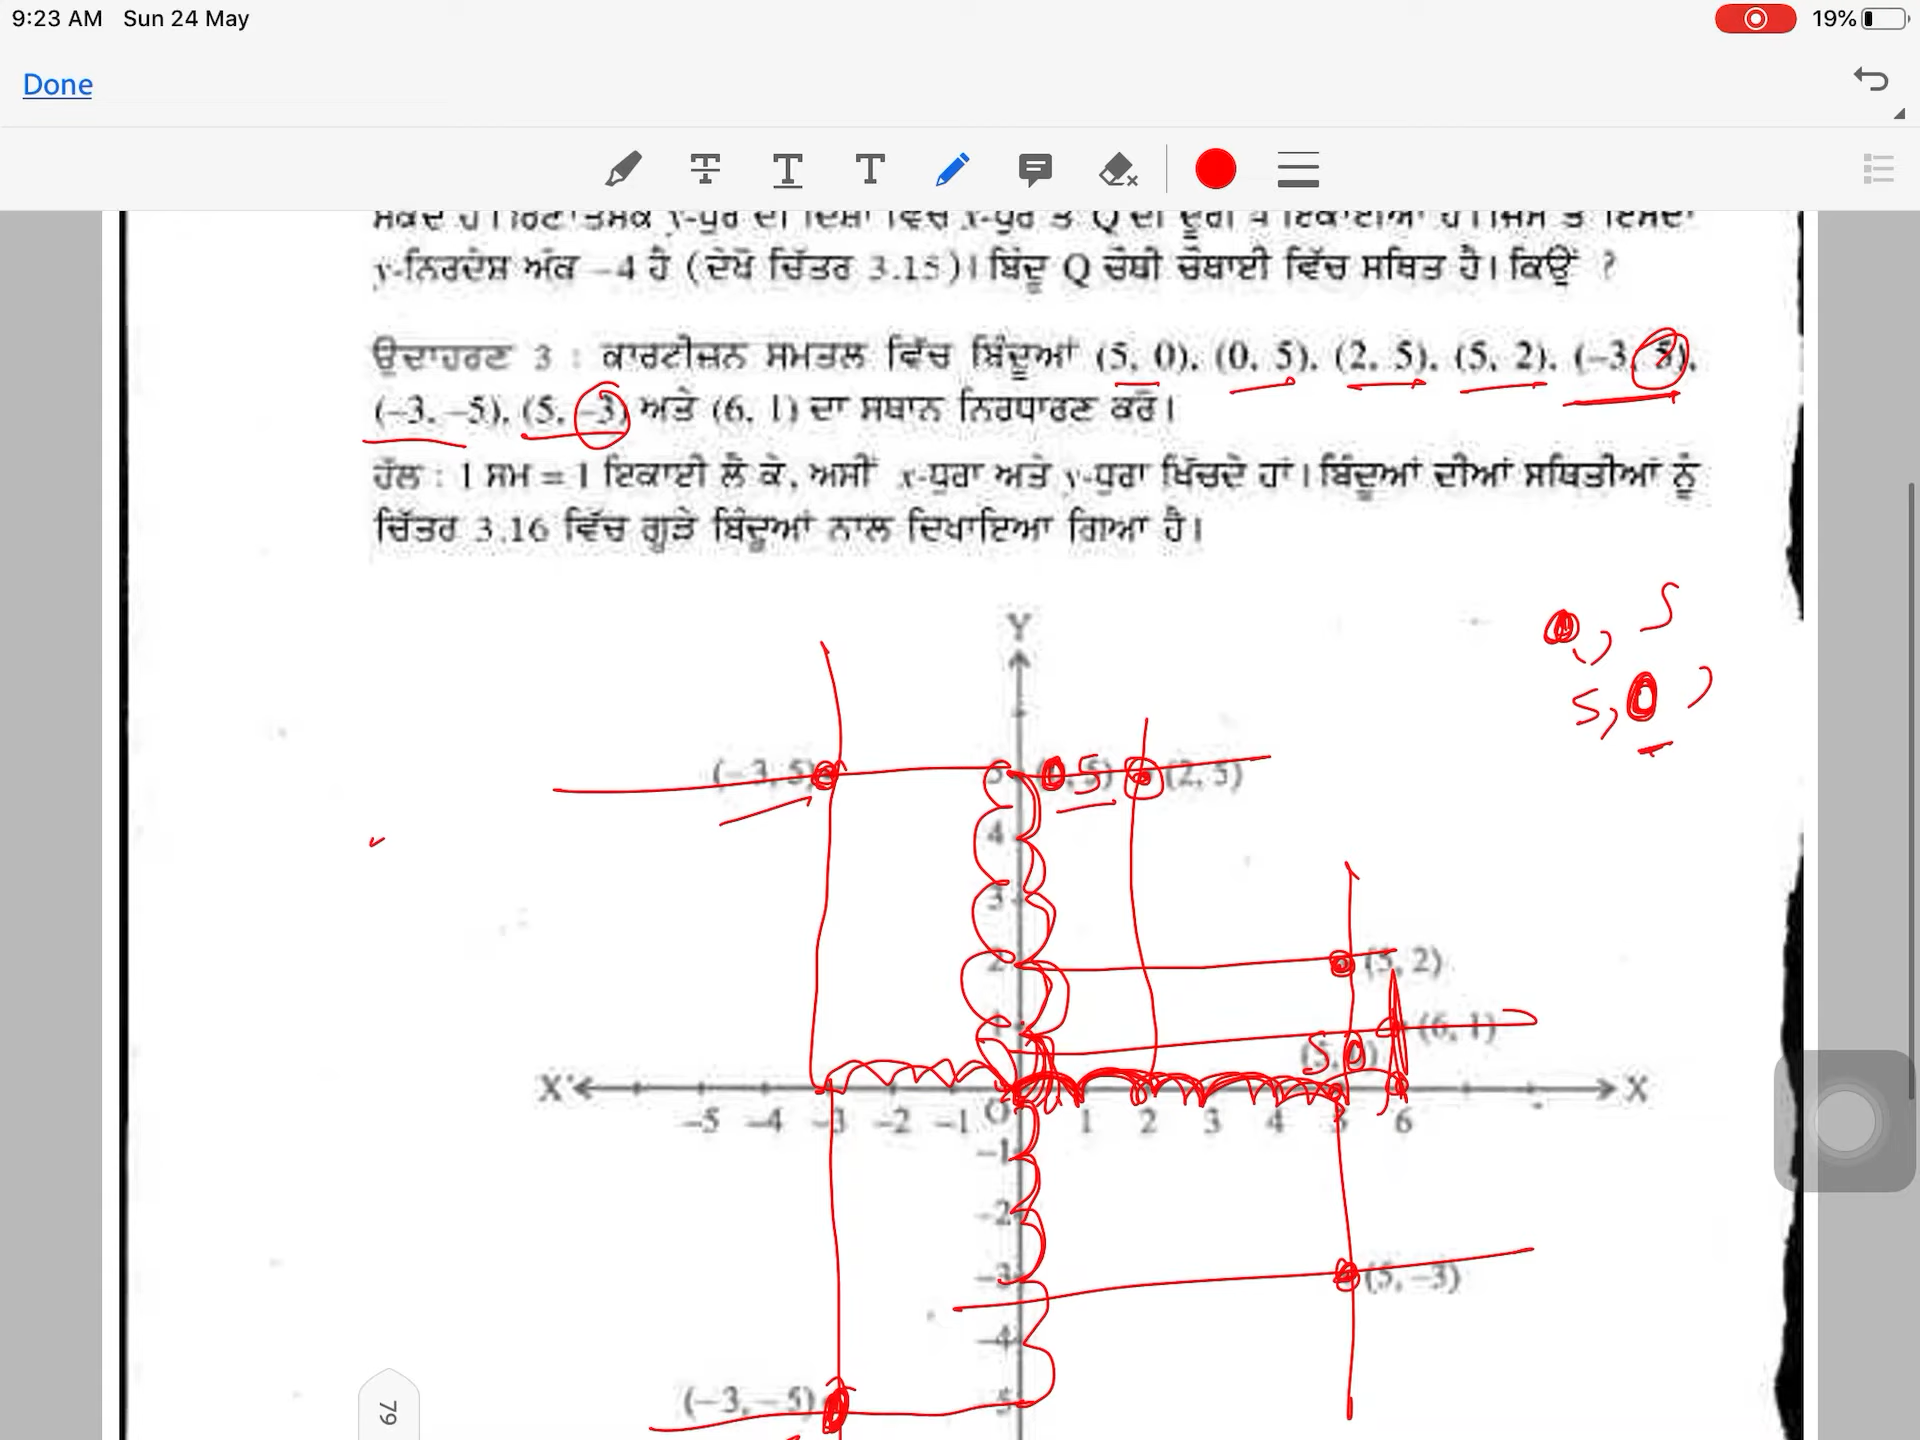 9:23 AM Sun 24 May
19%
Done
y-ਨਿਰਦੇਸ਼ ਅੰਕ –4 ਹੈ (ਦੇਖੋ ਚਿੱਤਰ 3.15)। ਬਿੰਦੂ Q ਚੌਥੀ ਚੌਥਾਈ ਵਿੱਚ ਸਥਿਤ ਹੈ। ਕਿਉਂ ?
ਉਦਾਹਰਣ 3 : ਕਾਰਟੀਜ਼ਨ ਸਮਤਲ ਵਿੱਚ ਬਿੰਦੂਆਂ (5, 0), (0, 5), (2, 5), (5, 2), (–3, 5),
(–3, –5), (5, –3) ਅਤੇ (6, 1) ਦਾ ਸਥਾਨ ਨਿਰਧਾਰਣ ਕਰੋ।
ਹੱਲ : 1 ਸਮ = 1 ਇਕਾਈ ਲੈ ਕੇ, ਅਸੀਂ x-ਧੁਰਾ ਅਤੇ y-ਧੁਰਾ ਖਿੱਚਦੇ ਹਾਂ। ਬਿੰਦੂਆਂ ਦੀਆਂ ਸਥਿਤੀਆਂ ਨੂੰ
ਚਿੱਤਰ 3.16 ਵਿੱਚ ਗੂੜੇ ਬਿੰਦੂਆਂ ਨਾਲ ਦਿਖਾਇਆ ਗਿਆ ਹੈ।
0, 5
5, 0
Y
(–3, 5) 5 (0, 5) (2, 5)
4
3
2 (5, 2)
1 (6, 1)
(5, 0)
X' X
–5 –4 –3 –2 –1 O 1 2 3 4 5 6
–1
–2
–3 (5, –3)
–4
(–3, –5) –5
79